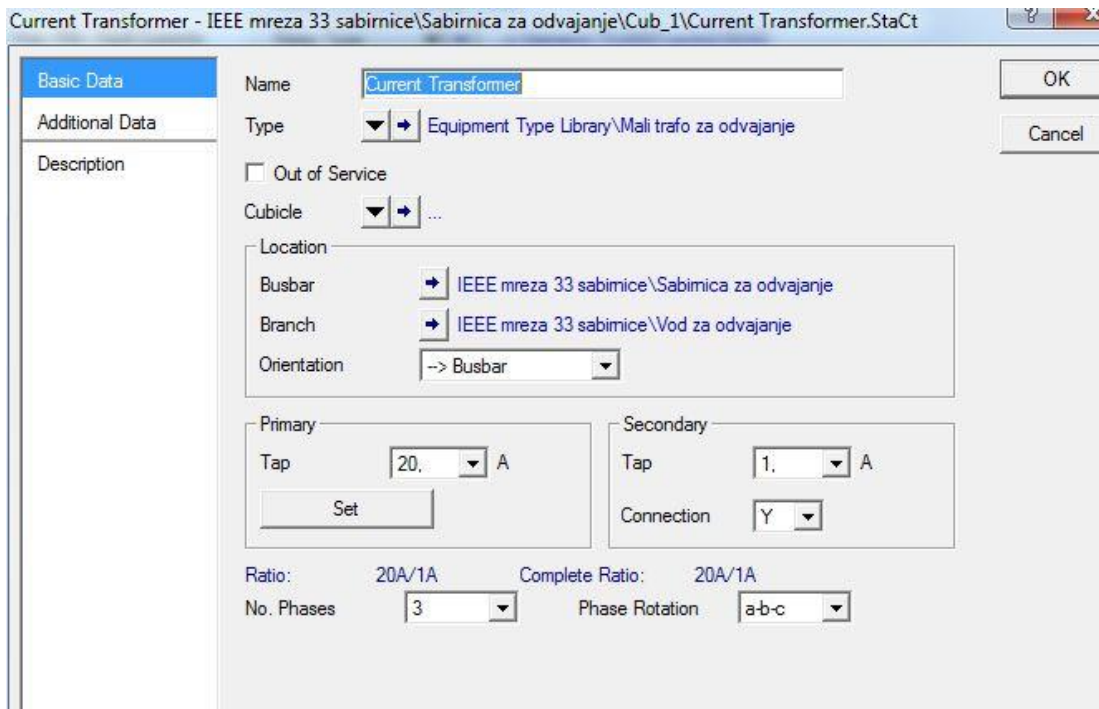 Current Transformer - IEEE mreza 33 sabirnice\Sabirnica za odvajanje\Cub_1\Current Transformer.StaCt
Basic Data
Additional Data
Description
Name Current Transformer
Type Equipment Type Library\Mali trafo za odvajanje
Out of Service
Cubicle ...
Location
Busbar IEEE mreza 33 sabirnice\Sabirnica za odvajanje
Branch IEEE mreza 33 sabirnice\Vod za odvajanje
Orientation --> Busbar
Primary
Tap 20, A
Set
Secondary
Tap 1, A
Connection Y
Ratio: 20A/1A Complete Ratio: 20A/1A
No. Phases 3 Phase Rotation a-b-c
OK
Cancel